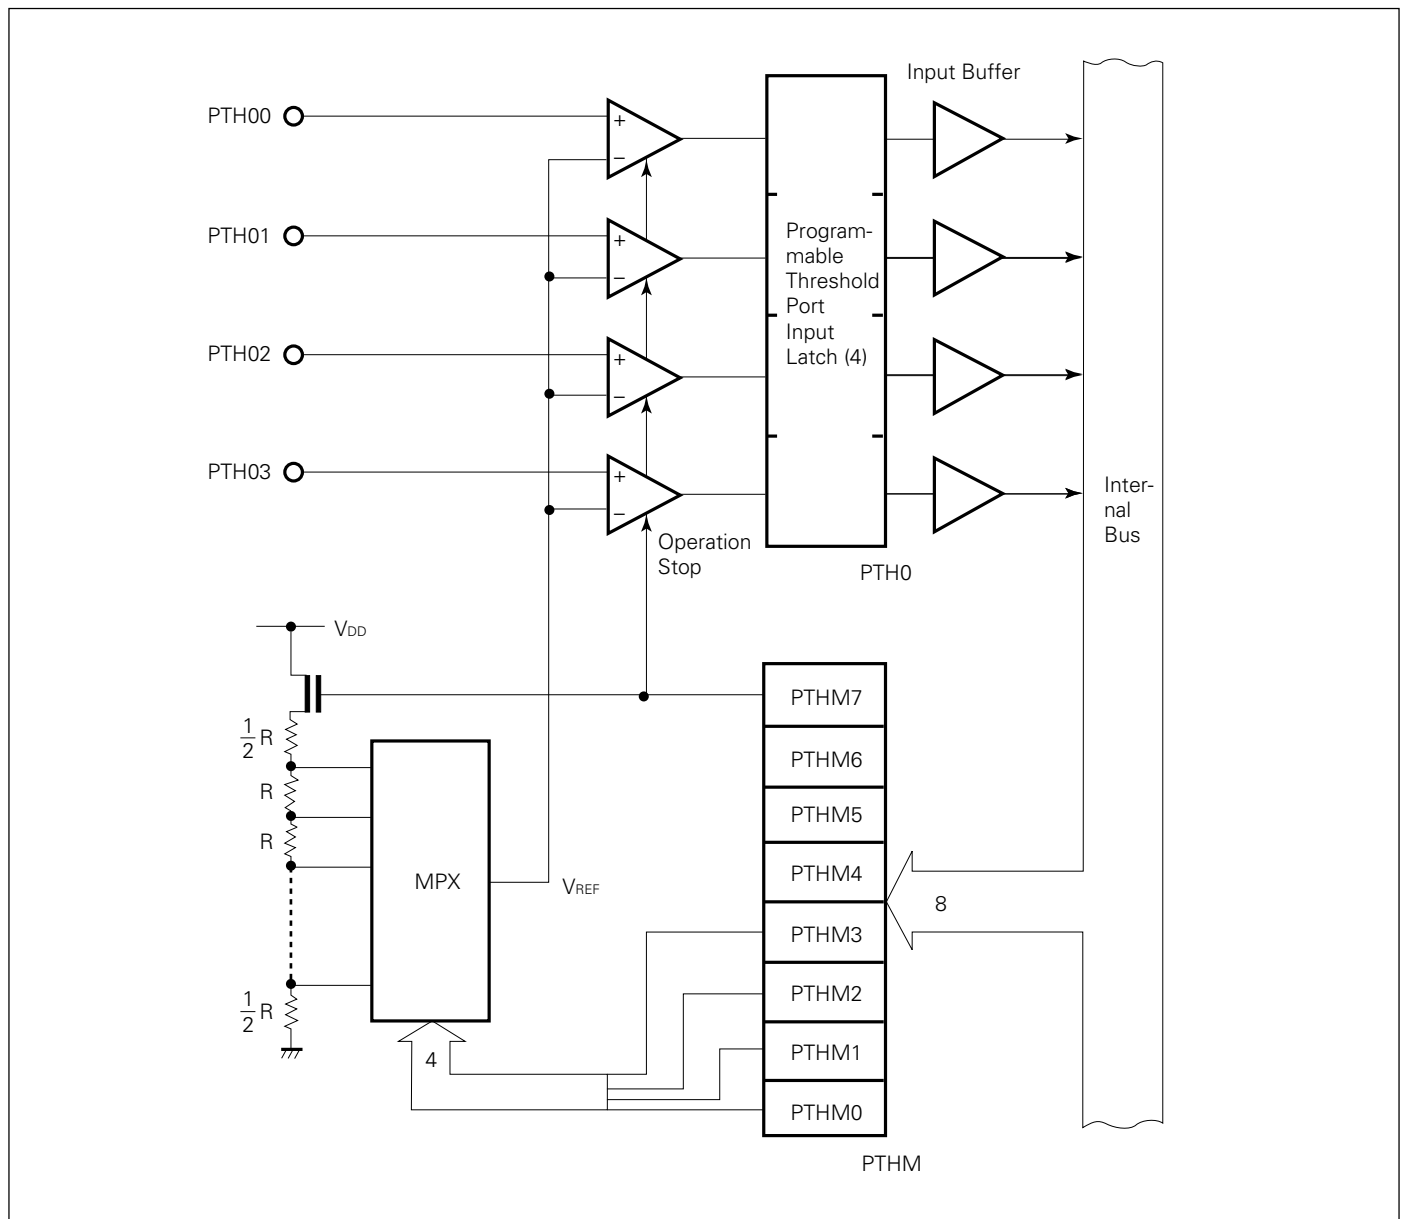 Input Buffer
PTH00
+
−
PTH01
+
−
Program-
mable
Threshold
Port
Input
Latch (4)
PTH02
+
−
PTH03
+
−
Inter-
nal
Bus
Operation
Stop
PTH0
VDD
PTHM7
1
2
R
PTHM6
R
PTHM5
R
MPX
VREF
PTHM4
8
PTHM3
PTHM2
1
2
R
4
PTHM1
PTHM0
PTHM